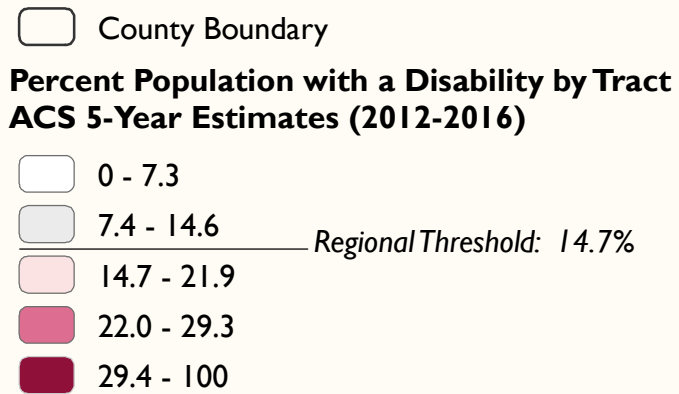 County Boundary
Percent Population with a Disability by Tract
ACS 5-Year Estimates (2012-2016)
0 - 7.3
7.4 - 14.6
Regional Threshold: 14.7%
14.7 - 21.9
22.0 - 29.3
29.4 - 100